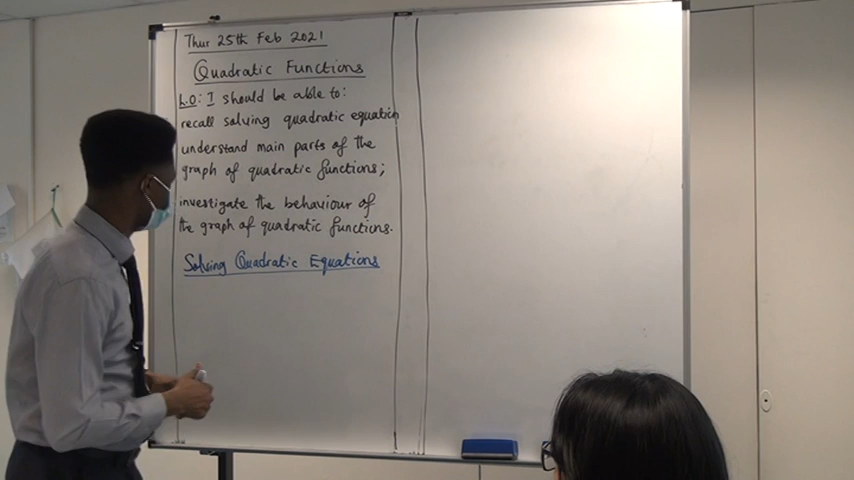 Thur 25th Feb 2021
Quadratic Functions
L.O: I should be able to:
recall solving quadratic equation
understand main parts of the
graph of quadratic functions;
investigate the behaviour of
the graph of quadratic functions.
Solving Quadratic Equations